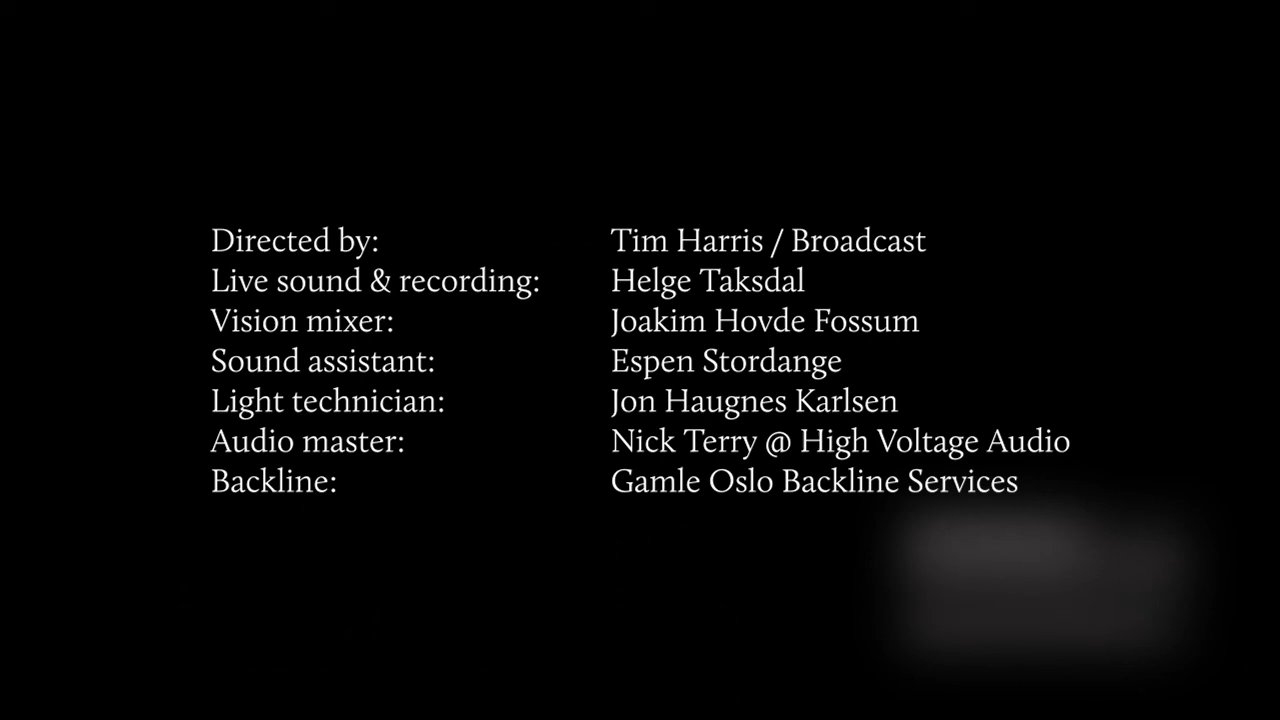 Directed by: Tim Harris / Broadcast
Live sound & recording: Helge Taksdal
Vision mixer: Joakim Hovde Fossum
Sound assistant: Espen Stordange
Light technician: Jon Haugnes Karlsen
Audio master: Nick Terry @ High Voltage Audio
Backline: Gamle Oslo Backline Services